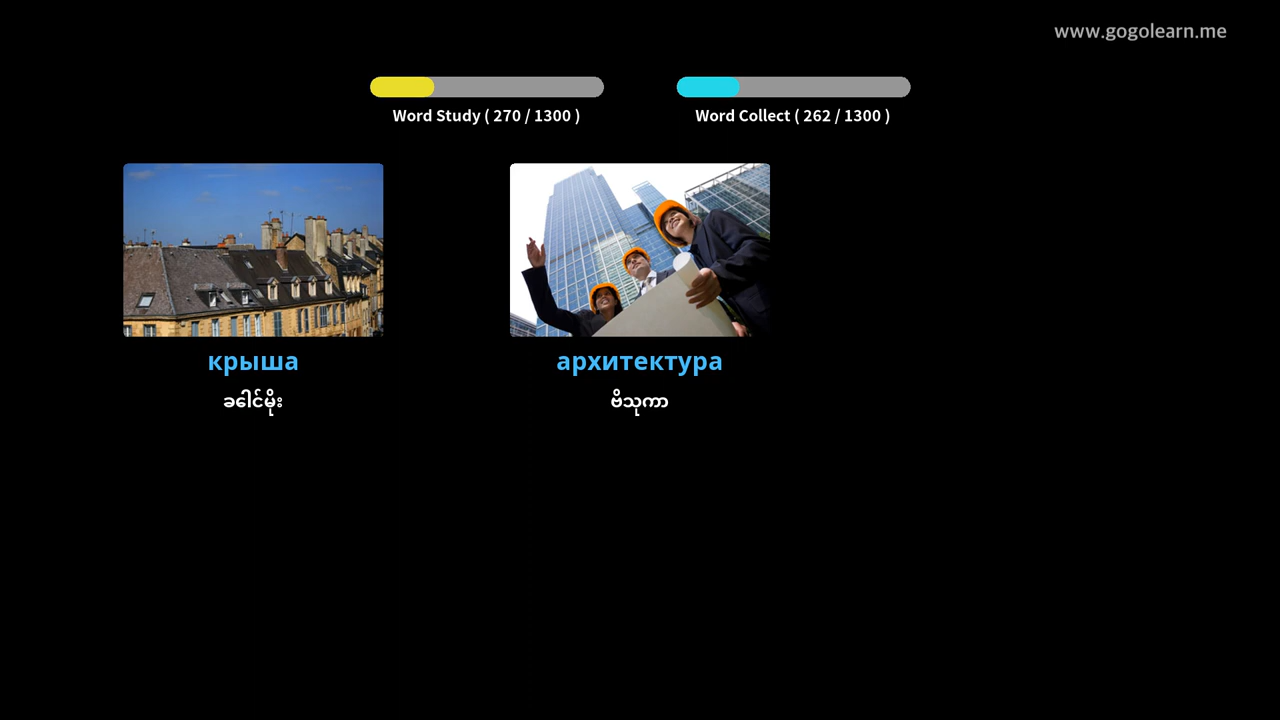 www.gogolearn.me
Word Study ( 270 / 1300 )
Word Collect ( 262 / 1300 )
крыша
архитектура
ခေါင်မိုး
ဗိသုကာ